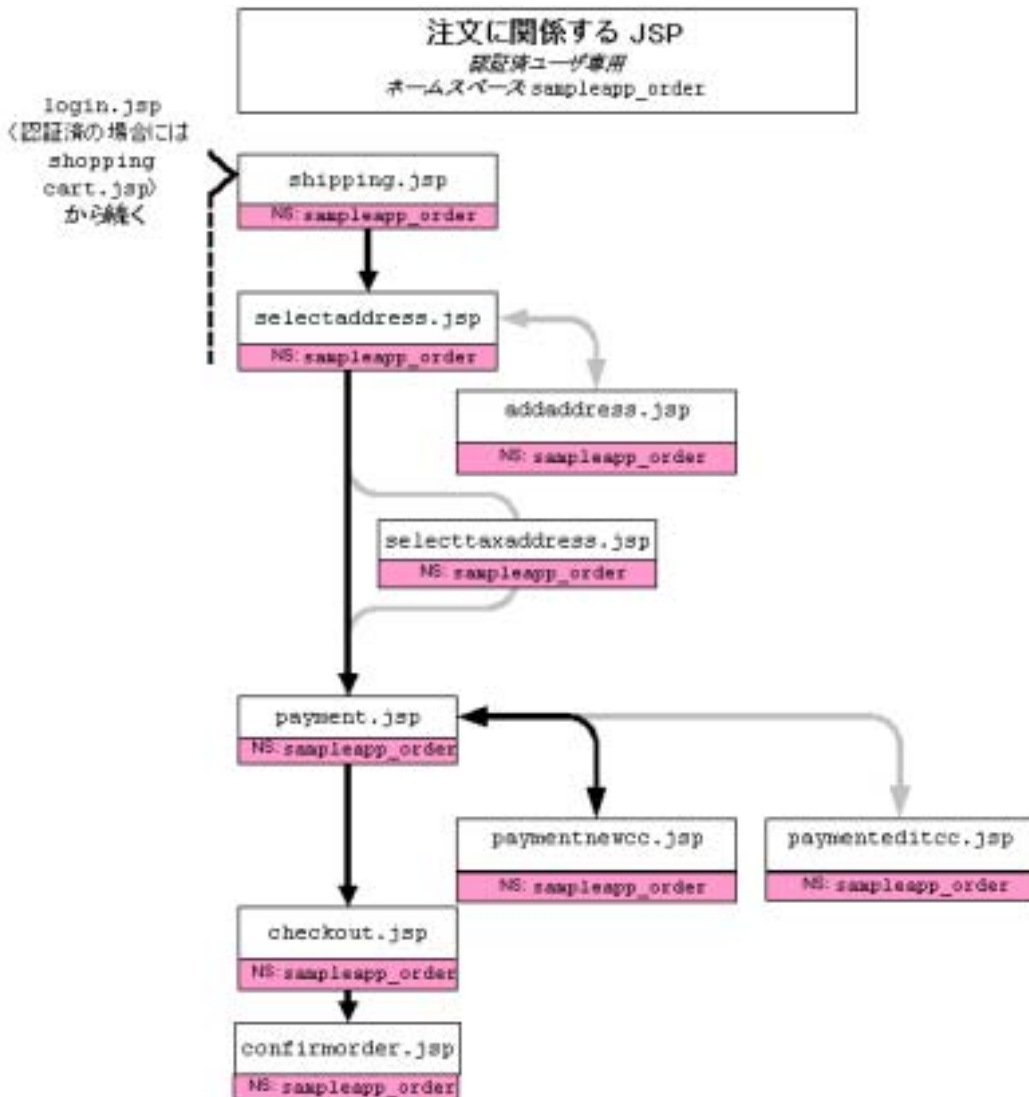 注文に関係する JSP
認証済ユーザ専用
ネームスペース sampleapp_order
login.jsp
(認証済の場合には
shopping
cart.jsp)
から続く
shipping.jsp
NS: sampleapp_order
selectaddress.jsp
NS: sampleapp_order
addaddress.jsp
NS: sampleapp_order
selecttaxaddress.jsp
NS: sampleapp_order
payment.jsp
NS: sampleapp_order
paymentnewcc.jsp
NS: sampleapp_order
paymenteditcc.jsp
NS: sampleapp_order
checkout.jsp
NS: sampleapp_order
confirmorder.jsp
NS: sampleapp_order